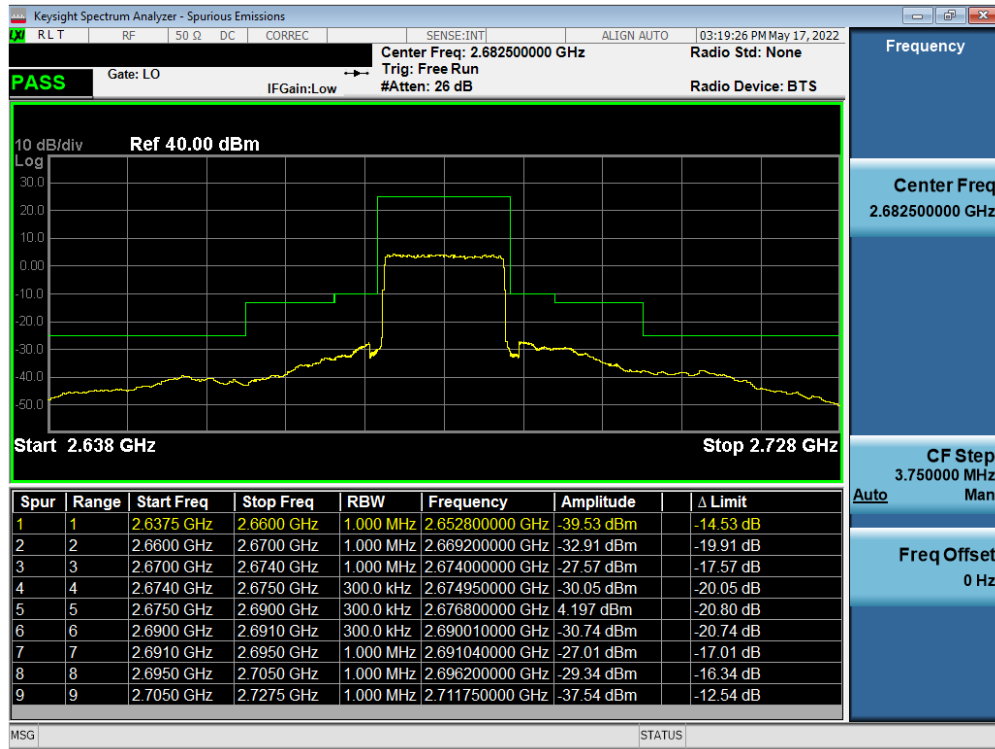 Keysight Spectrum Analyzer - Spurious Emissions
LXI RLT RF 50 Ω DC CORREC SENSE:INT ALIGN AUTO 03:19:26 PM May 17, 2022
Center Freq: 2.682500000 GHz Radio Std: None
Trig: Free Run
PASS Gate: LO IFGain:Low #Atten: 26 dB Radio Device: BTS
Frequency
10 dB/div Ref 40.00 dBm
Log
30.0
20.0
10.0
0.00
-10.0
-20.0
-30.0
-40.0
-50.0
Start 2.638 GHz Stop 2.728 GHz
Center Freq
2.682500000 GHz
CF Step
3.750000 MHz
Auto Man
Freq Offset
0 Hz
Spur Range Start Freq Stop Freq RBW Frequency Amplitude Δ Limit
1 1 2.6375 GHz 2.6600 GHz 1.000 MHz 2.652800000 GHz -39.53 dBm -14.53 dB
2 2 2.6600 GHz 2.6700 GHz 1.000 MHz 2.669200000 GHz -32.91 dBm -19.91 dB
3 3 2.6700 GHz 2.6740 GHz 1.000 MHz 2.674000000 GHz -27.57 dBm -17.57 dB
4 4 2.6740 GHz 2.6750 GHz 300.0 kHz 2.674950000 GHz -30.05 dBm -20.05 dB
5 5 2.6750 GHz 2.6900 GHz 300.0 kHz 2.676800000 GHz 4.197 dBm -20.80 dB
6 6 2.6900 GHz 2.6910 GHz 300.0 kHz 2.690010000 GHz -30.74 dBm -20.74 dB
7 7 2.6910 GHz 2.6950 GHz 1.000 MHz 2.691040000 GHz -27.01 dBm -17.01 dB
8 8 2.6950 GHz 2.7050 GHz 1.000 MHz 2.696200000 GHz -29.34 dBm -16.34 dB
9 9 2.7050 GHz 2.7275 GHz 1.000 MHz 2.711750000 GHz -37.54 dBm -12.54 dB
MSG STATUS